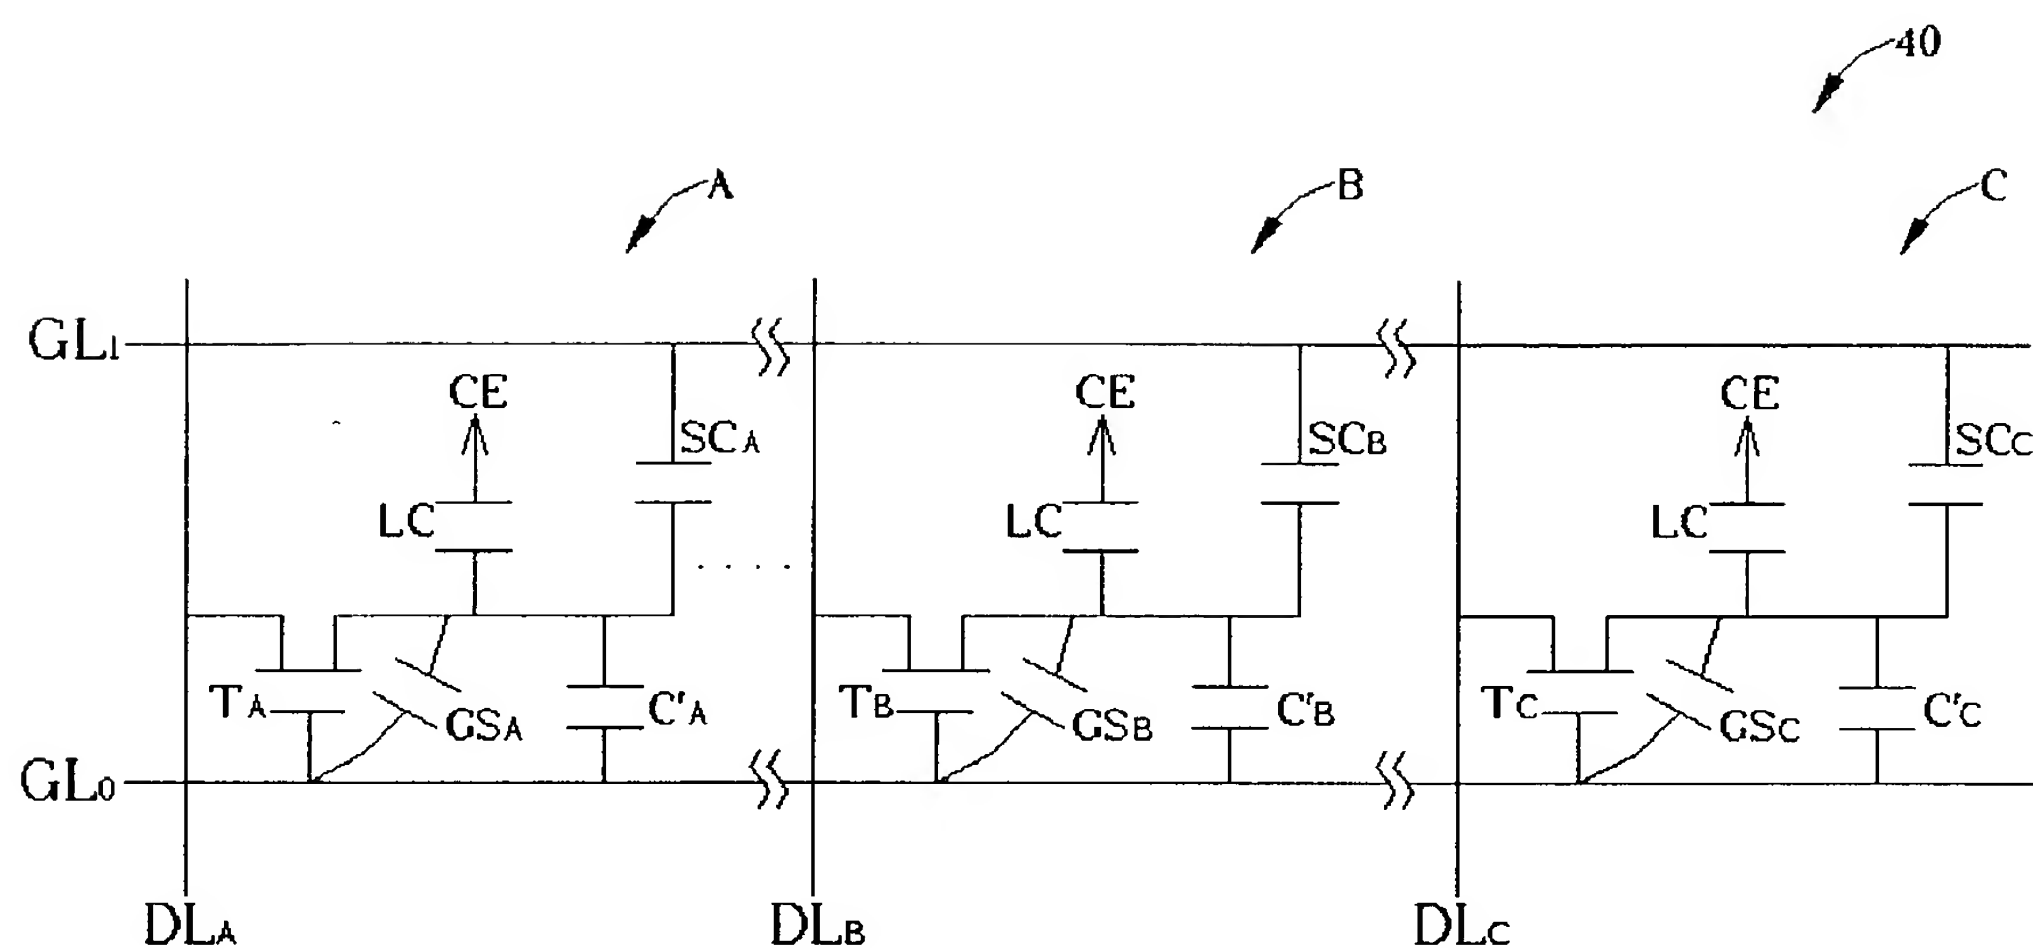 40
A B C
GL1
CE CE CE
SCA SCB SCC
LC LC LC
TA GSA C'A TB GSB C'B TC GSC C'C
GL0
DLA DLB DLC